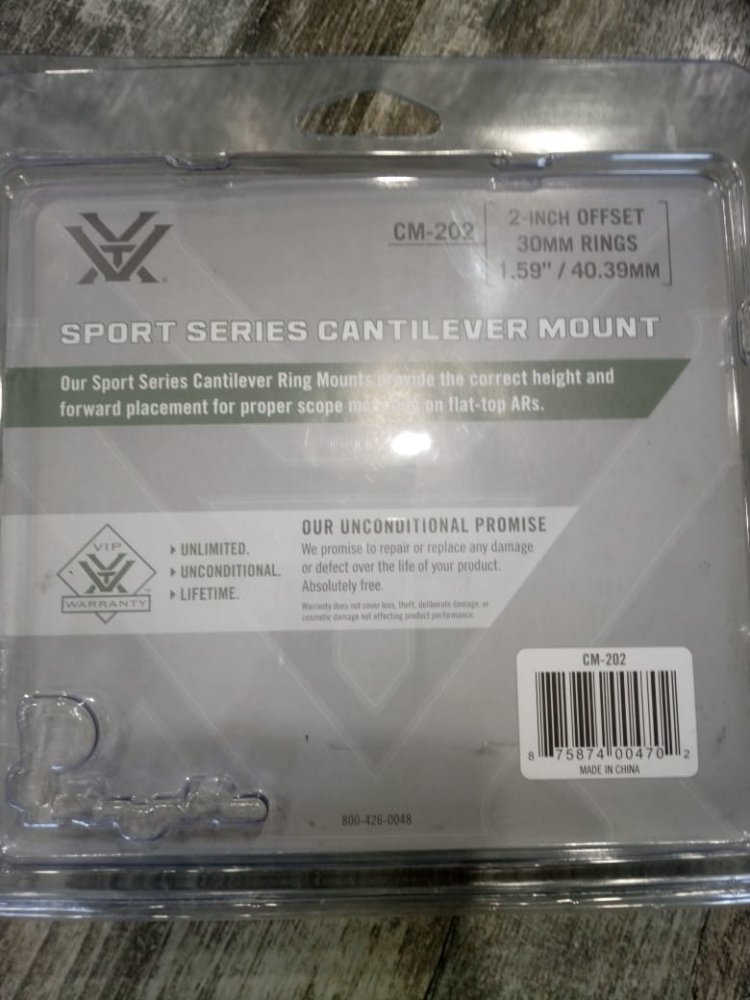 CM-202
2-INCH OFFSET
30MM RINGS
1.59" / 40.39MM
SPORT SERIES CANTILEVER MOUNT
Our Sport Series Cantilever Ring Mounts provide the correct height and
forward placement for proper scope on flat-top ARs.
VIP
WARRANTY
UNLIMITED.
UNCONDITIONAL.
LIFETIME.
OUR UNCONDITIONAL PROMISE
We promise to repair or replace any damage
or defect over the life of your product.
Absolutely free.
Warranty does not cover loss, theft, deliberate damage, or
cosmetic damage not affecting product performance.
CM-202
8 75874 00470 2
MADE IN CHINA
800-426-0048